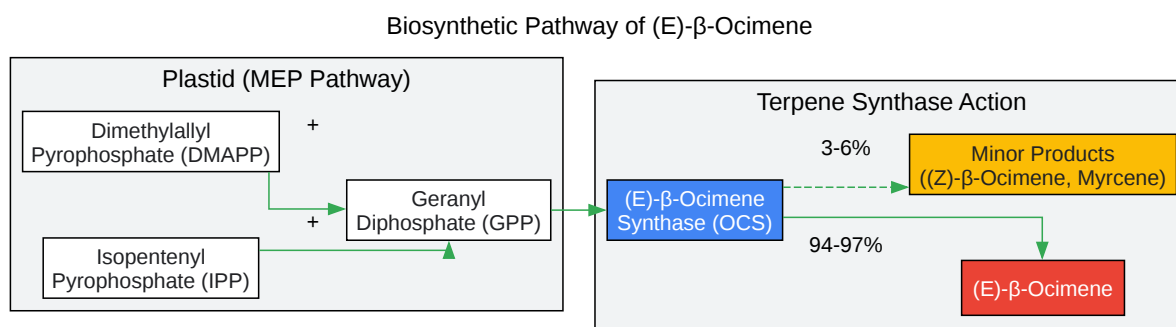 Biosynthetic Pathway of (E)-β-Ocimene
Plastid (MEP Pathway)
Dimethylallyl
Pyrophosphate (DMAPP)
+
+
Isopentenyl
Pyrophosphate (IPP)
Geranyl
Diphosphate (GPP)
Terpene Synthase Action
(E)-β-Ocimene
Synthase (OCS)
3-6%
Minor Products
((Z)-β-Ocimene, Myrcene)
94-97%
(E)-β-Ocimene